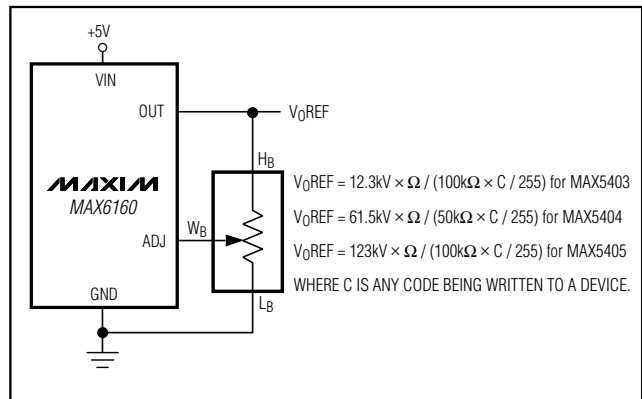 +5V
VIN
OUT
V0REF
HB
MAXIM
MAX6160
V0REF = 12.3kV × Ω / (100kΩ × C / 255) for MAX5403
WB
ADJ
V0REF = 61.5kV × Ω / (50kΩ × C / 255) for MAX5404
V0REF = 123kV × Ω / (100kΩ × C / 255) for MAX5405
GND
LB
WHERE C IS ANY CODE BEING WRITTEN TO A DEVICE.